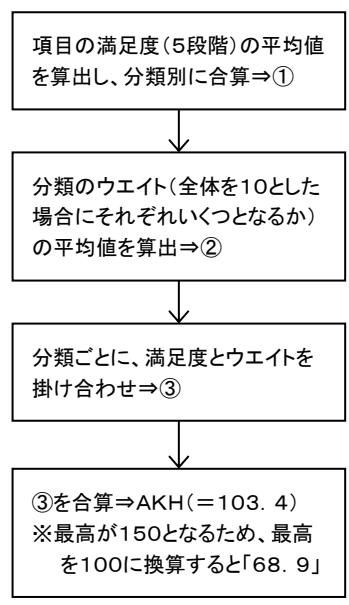 項目の満足度（５段階）の平均値
を算出し、分類別に合算⇒①
分類のウエイト（全体を１０とした
場合にそれぞれいくつとなるか）
の平均値を算出⇒②
分類ごとに、満足度とウエイトを
掛け合わせ⇒③
③を合算⇒ＡＫＨ（＝１０３．４）
※最高が１５０となるため、最高
を１００に換算すると「６８．９」